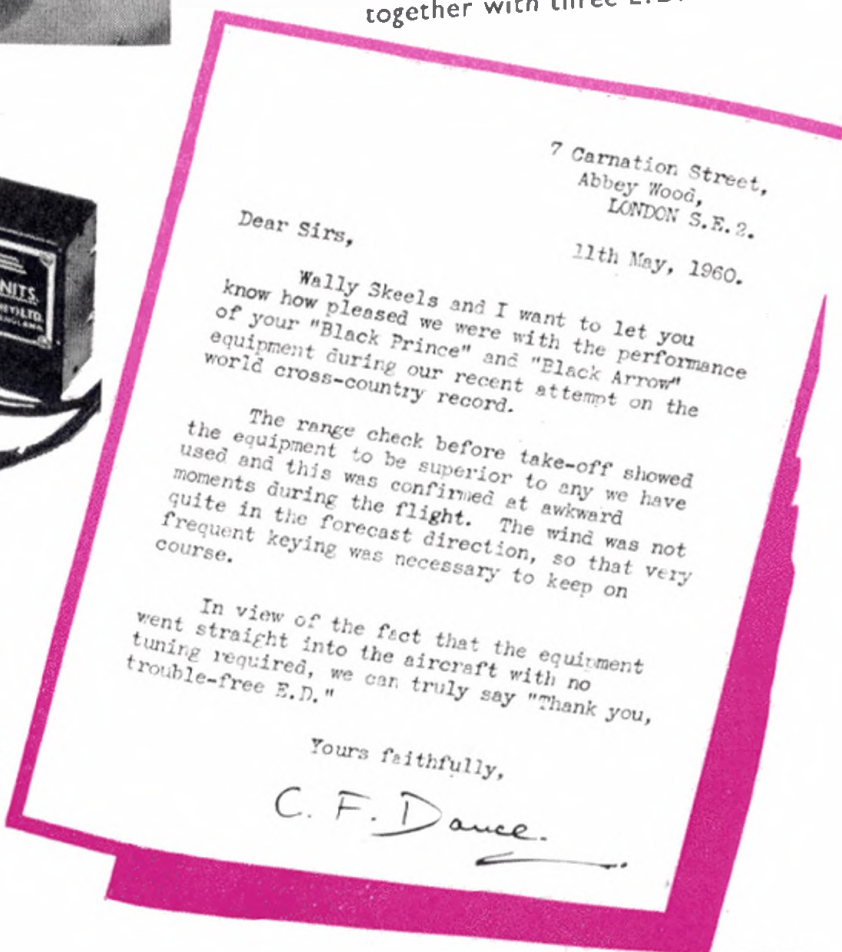 together with three E.D.
NITS.
LTD.
ENGLAND.
7 Carnation Street,
Abbey Wood,
LONDON S.E.2.
11th May, 1960.
Dear Sirs,
Wally Skeels and I want to let you
know how pleased we were with the performance
of your "Black Prince" and "Black Arrow"
equipment during our recent attempt on the
world cross-country record.
The range check before take-off showed
the equipment to be superior to any we have
used and this was confirmed at awkward
moments during the flight. The wind was not
quite in the forecast direction, so that very
frequent keying was necessary to keep on
course.
In view of the fact that the equipment
went straight into the aircraft with no
tuning required, we can truly say "Thank you,
trouble-free E.D."
Yours faithfully,
C. F. Dance.